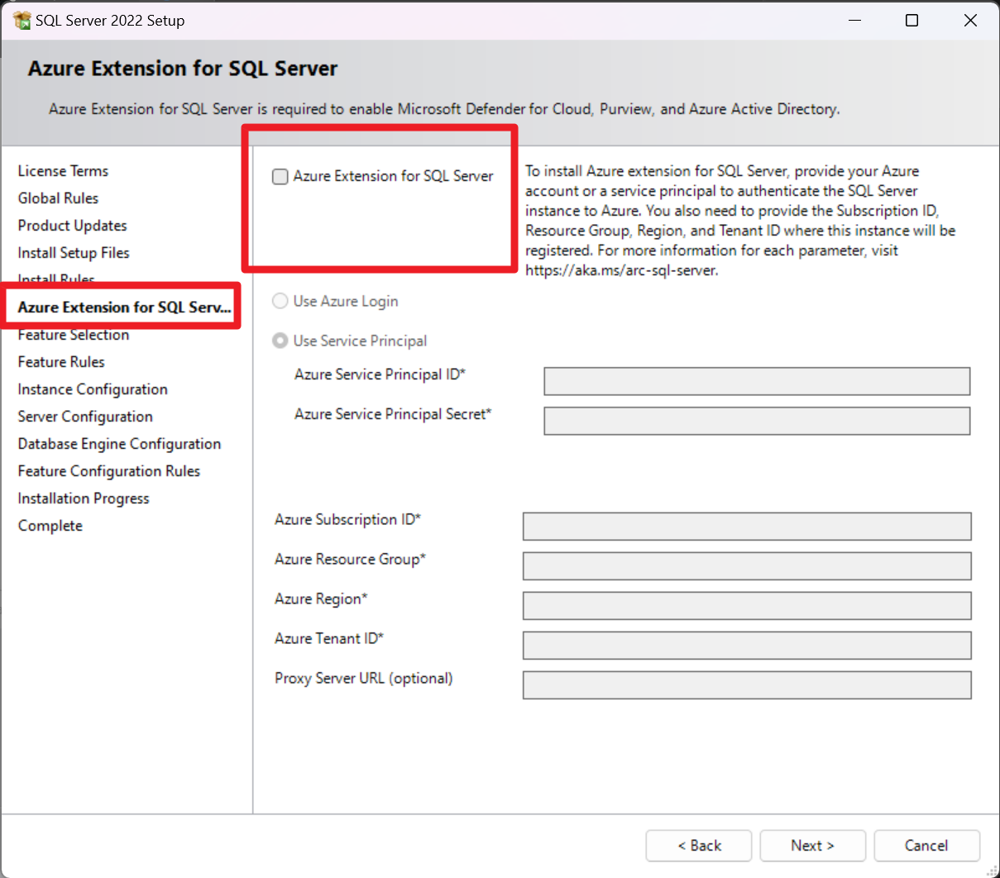 SQL Server 2022 Setup
Azure Extension for SQL Server
Azure Extension for SQL Server is required to enable Microsoft Defender for Cloud, Purview, and Azure Active Directory.
License Terms
Global Rules
Product Updates
Install Setup Files
Install Rules
Azure Extension for SQL Serv...
Feature Selection
Feature Rules
Instance Configuration
Server Configuration
Database Engine Configuration
Feature Configuration Rules
Installation Progress
Complete
Azure Extension for SQL Server
To install Azure extension for SQL Server, provide your Azure
account or a service principal to authenticate the SQL Server
instance to Azure. You also need to provide the Subscription ID,
Resource Group, Region, and Tenant ID where this instance will be
registered. For more information for each parameter, visit
https://aka.ms/arc-sql-server.
Use Azure Login
Use Service Principal
Azure Service Principal ID*
Azure Service Principal Secret*
Azure Subscription ID*
Azure Resource Group*
Azure Region*
Azure Tenant ID*
Proxy Server URL (optional)
< Back
Next >
Cancel